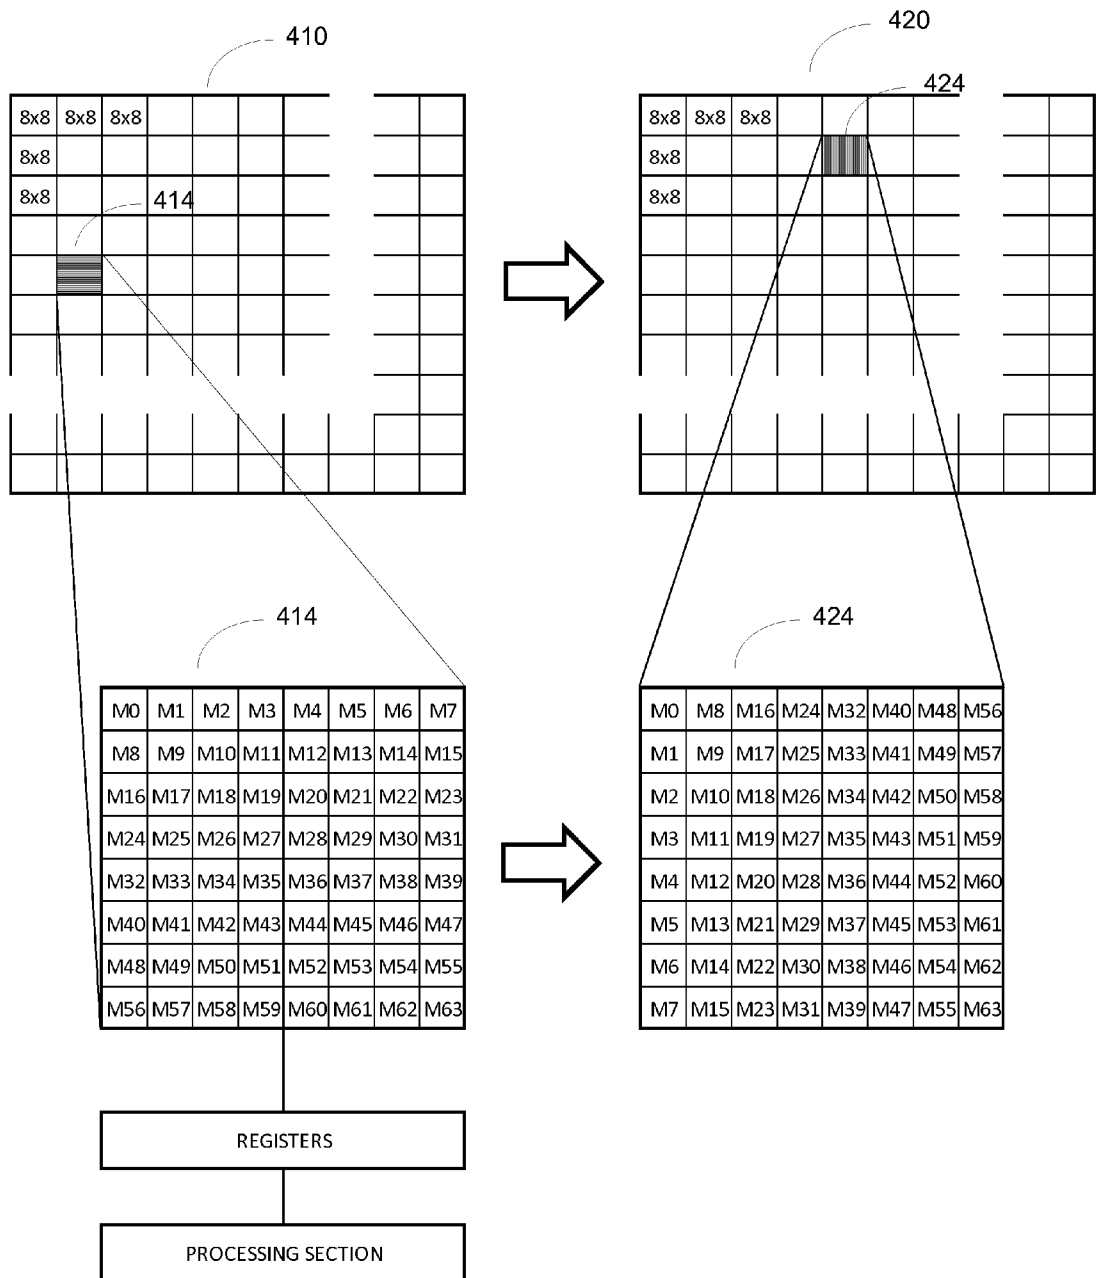 410
420
424
8x8 8x8 8x8
8x8
8x8
414
8x8 8x8 8x8
8x8
8x8
414
424
M0 M1 M2 M3 M4 M5 M6 M7
M8 M9 M10 M11 M12 M13 M14 M15
M16 M17 M18 M19 M20 M21 M22 M23
M24 M25 M26 M27 M28 M29 M30 M31
M32 M33 M34 M35 M36 M37 M38 M39
M40 M41 M42 M43 M44 M45 M46 M47
M48 M49 M50 M51 M52 M53 M54 M55
M56 M57 M58 M59 M60 M61 M62 M63
M0 M8 M16 M24 M32 M40 M48 M56
M1 M9 M17 M25 M33 M41 M49 M57
M2 M10 M18 M26 M34 M42 M50 M58
M3 M11 M19 M27 M35 M43 M51 M59
M4 M12 M20 M28 M36 M44 M52 M60
M5 M13 M21 M29 M37 M45 M53 M61
M6 M14 M22 M30 M38 M46 M54 M62
M7 M15 M23 M31 M39 M47 M55 M63
REGISTERS
PROCESSING SECTION